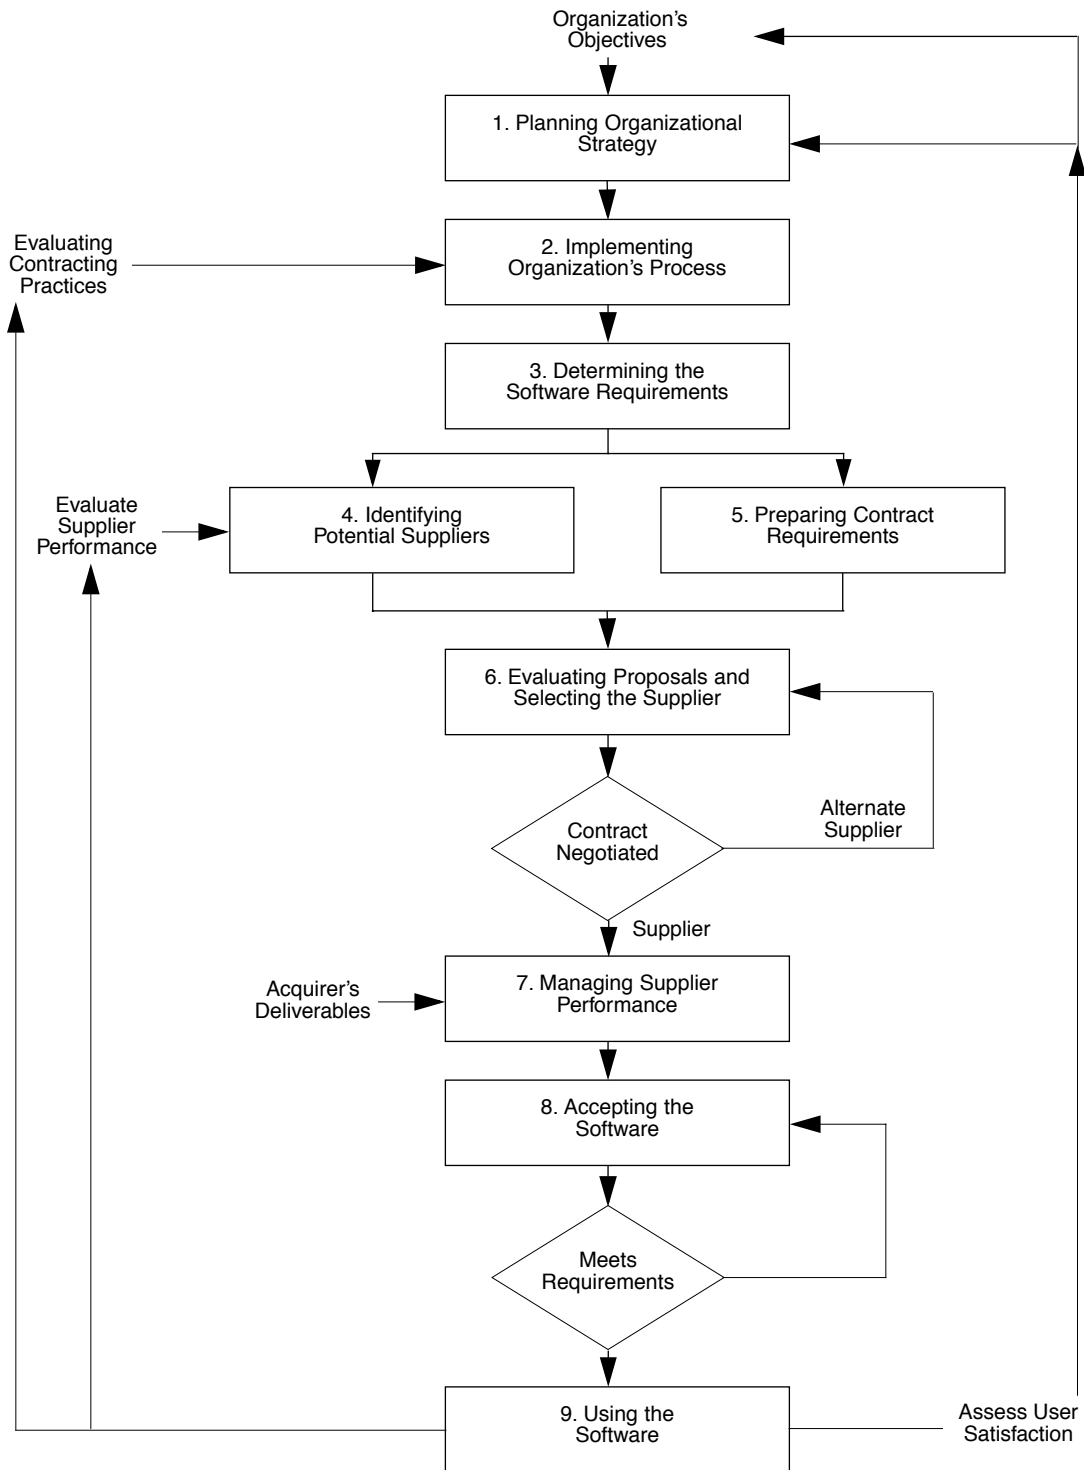 Organization's
Objectives
1. Planning Organizational
Strategy
Evaluating
Contracting
Practices
2. Implementing
Organization's Process
3. Determining the
Software Requirements
Evaluate
Supplier
Performance
4. Identifying
Potential Suppliers
5. Preparing Contract
Requirements
6. Evaluating Proposals and
Selecting the Supplier
Alternate
Supplier
Contract
Negotiated
Supplier
Acquirer's
Deliverables
7. Managing Supplier
Performance
8. Accepting the
Software
Meets
Requirements
9. Using the
Software
Assess User
Satisfaction